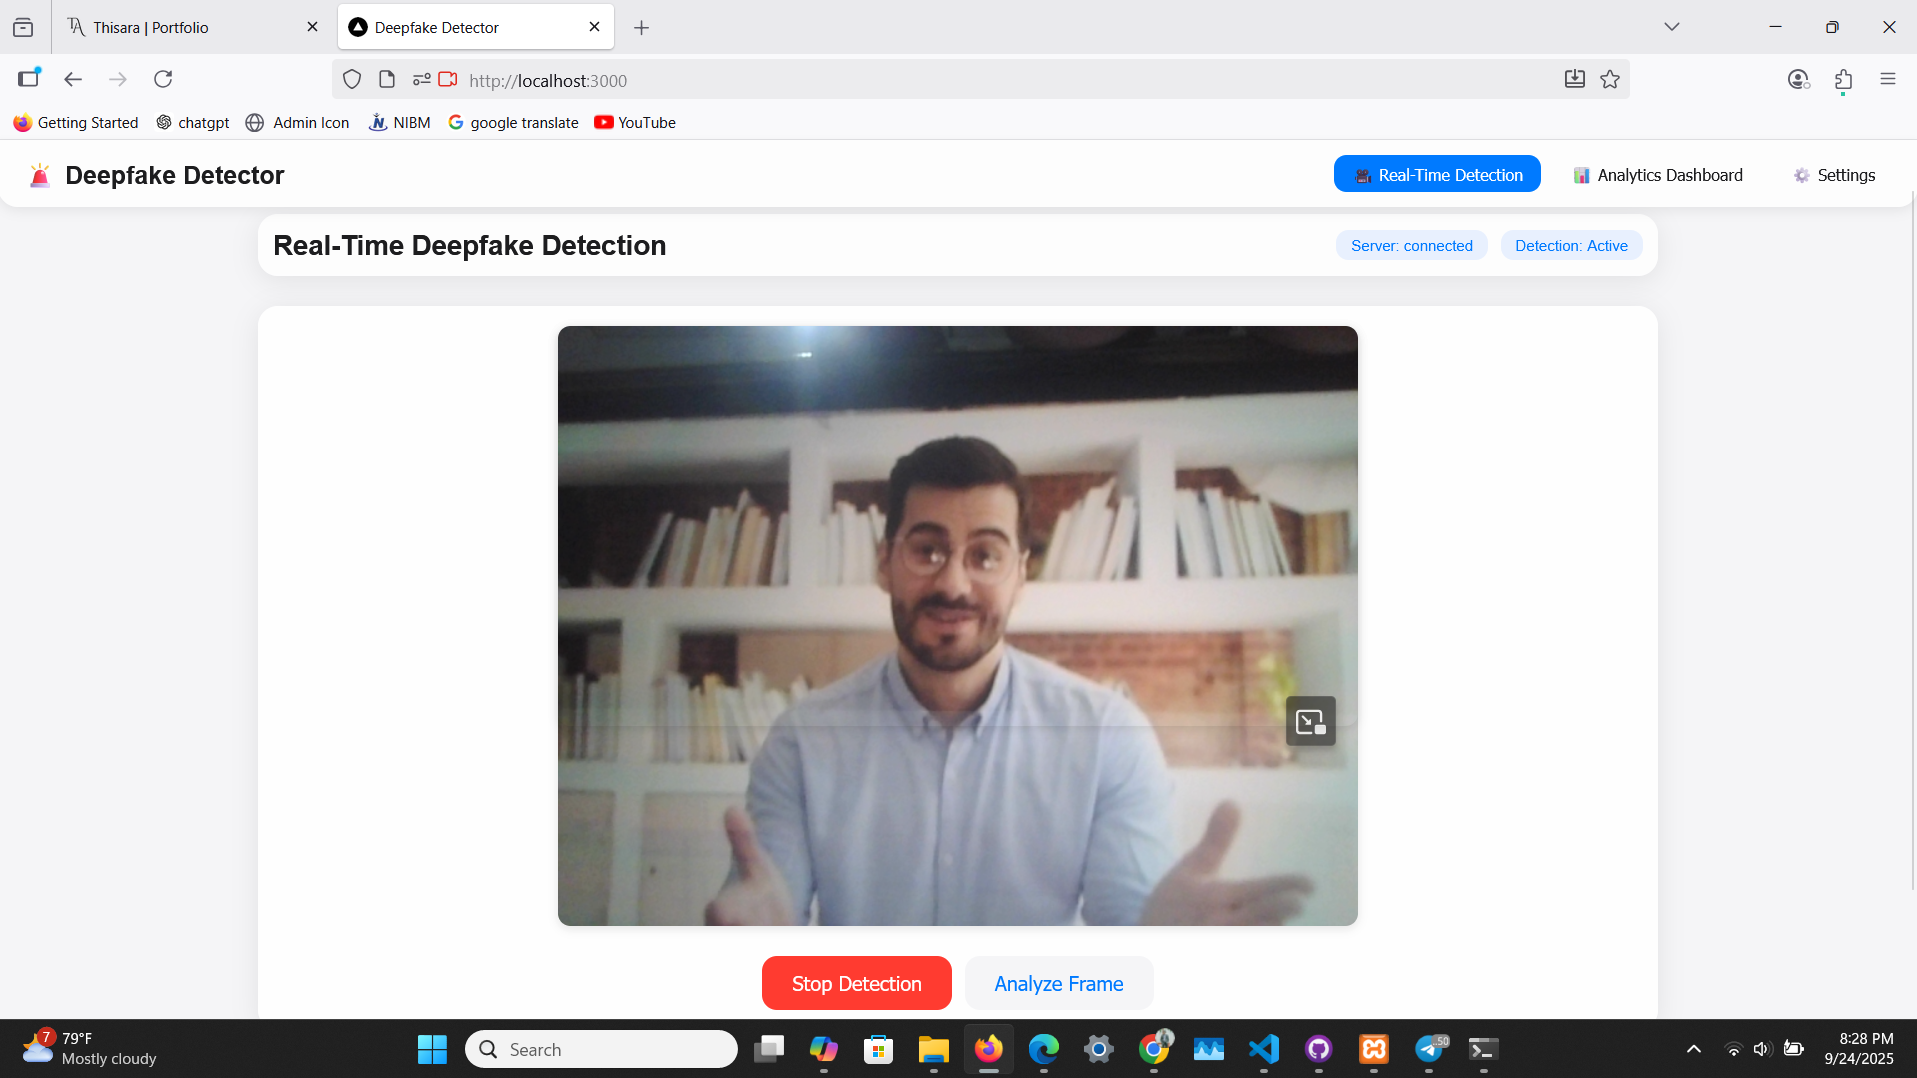 Thisara | Portfolio
Deepfake Detector
http://localhost:3000
Getting Started
chatgpt
Admin Icon
NIBM
google translate
YouTube
Deepfake Detector
Real-Time Detection
Analytics Dashboard
Settings
Real-Time Deepfake Detection
Server: connected
Detection: Active
Stop Detection
Analyze Frame
7
79°F
Mostly cloudy
Search
.50
8:28 PM
9/24/2025